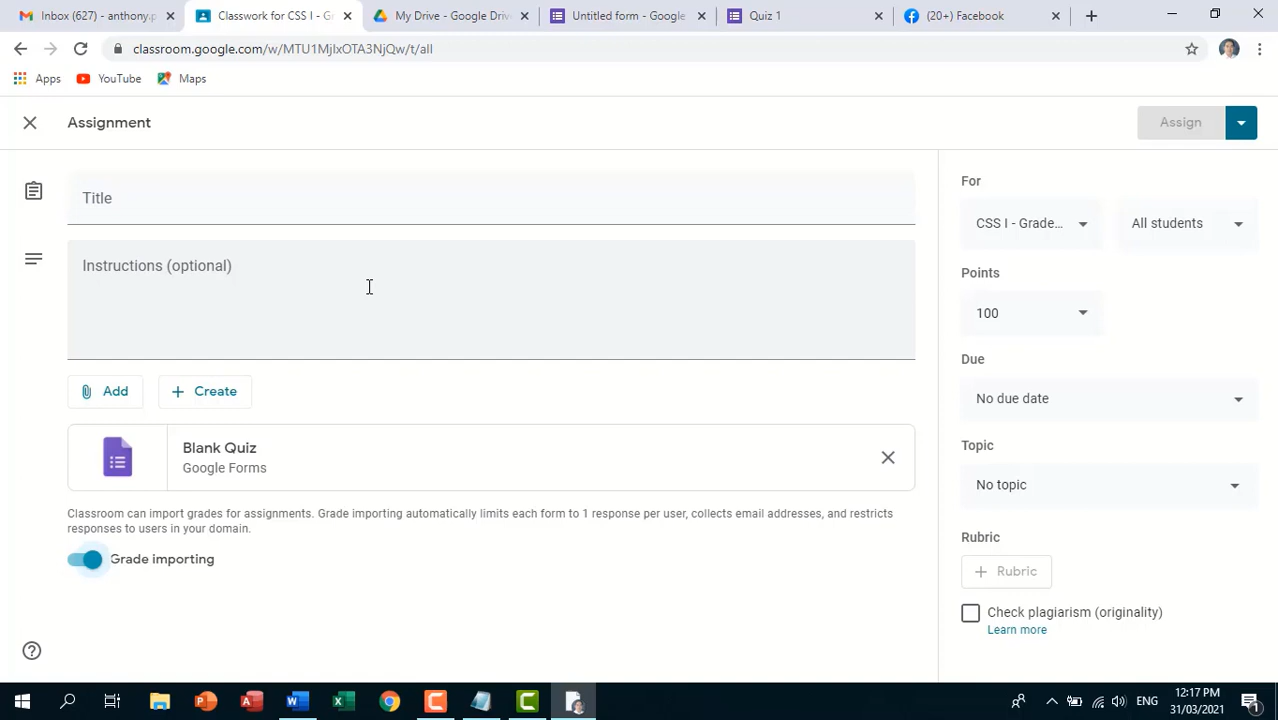 Inbox (627) - anthony.p
Classwork for CSS I - G
My Drive - Google Drive
Untitled form - Google
Quiz 1
(20+) Facebook
classroom.google.com/w/MTU1MjIxOTA3NjQw/t/all
Apps
YouTube
Maps
Assignment
Assign
Title
For
CSS I - Grade...
All students
Instructions (optional)
Points
100
Due
No due date
Add
Create
Blank Quiz
Google Forms
Topic
No topic
Classroom can import grades for assignments. Grade importing automatically limits each form to 1 response per user, collects email addresses, and restricts
responses to users in your domain.
Grade importing
Rubric
Rubric
Check plagiarism (originality)
Learn more
ENG
12:17 PM
31/03/2021